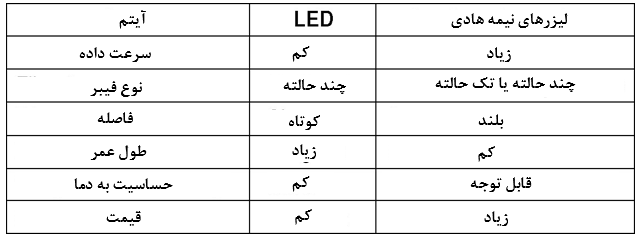 آیتم LED لیزرهای نیمه هادی
سرعت داده کم زیاد
نوع فیبر چند حالته چند حالته یا تک حالته
فاصله کوتاه بلند
طول عمر زیاد کم
حساسیت به دما کم قابل توجه
قیمت کم زیاد